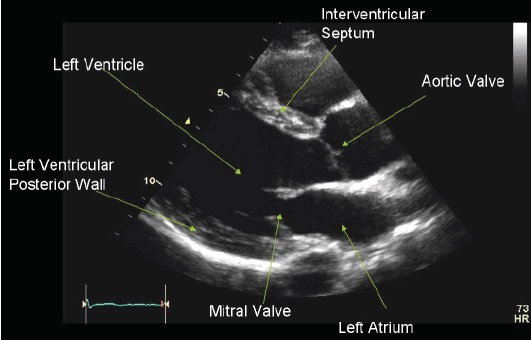 Interventricular
Septum
Left Ventricle
Aortic Valve
5
Left Ventricular
Posterior Wall
10
Mitral Valve
Left Atrium
73
HR